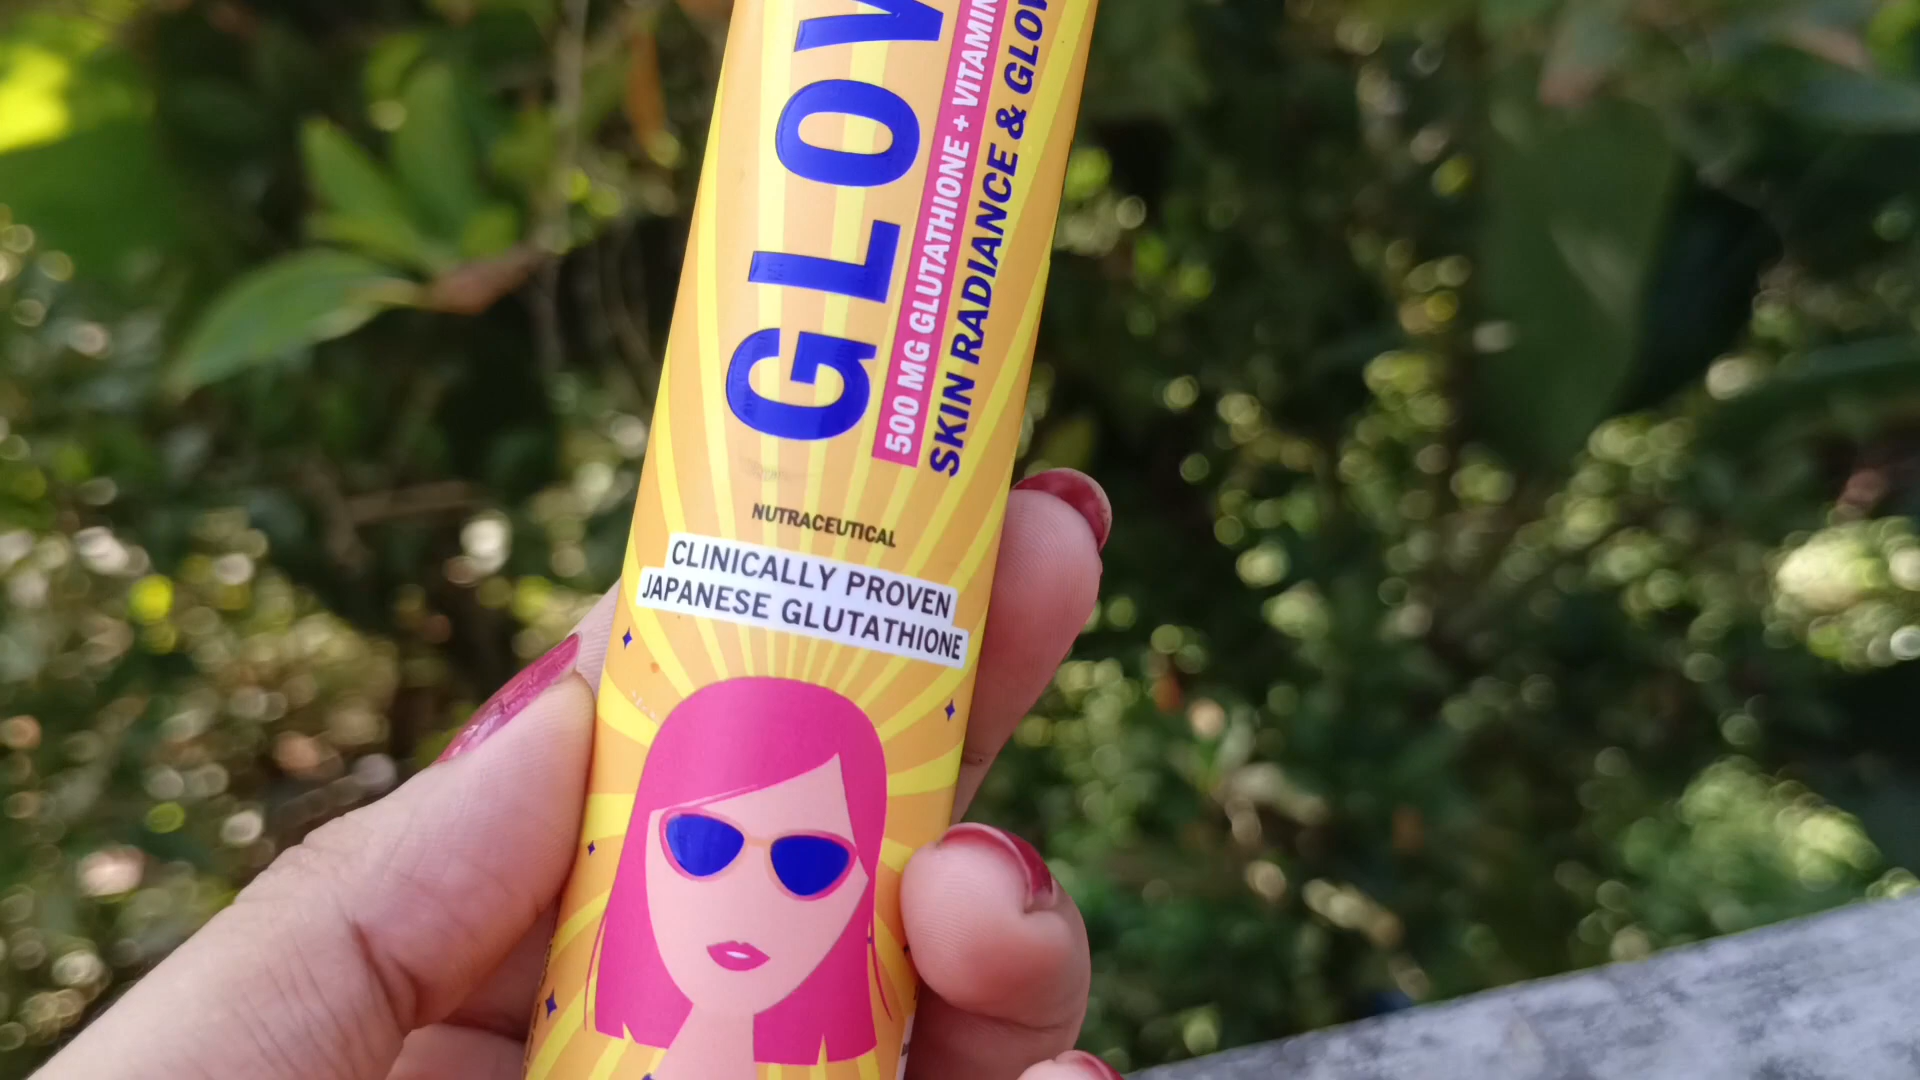 GLOW
500 MG GLUTATHIONE + VITAMIN
SKIN RADIANCE & GLOW
NUTRACEUTICAL
CLINICALLY PROVEN
JAPANESE GLUTATHIONE